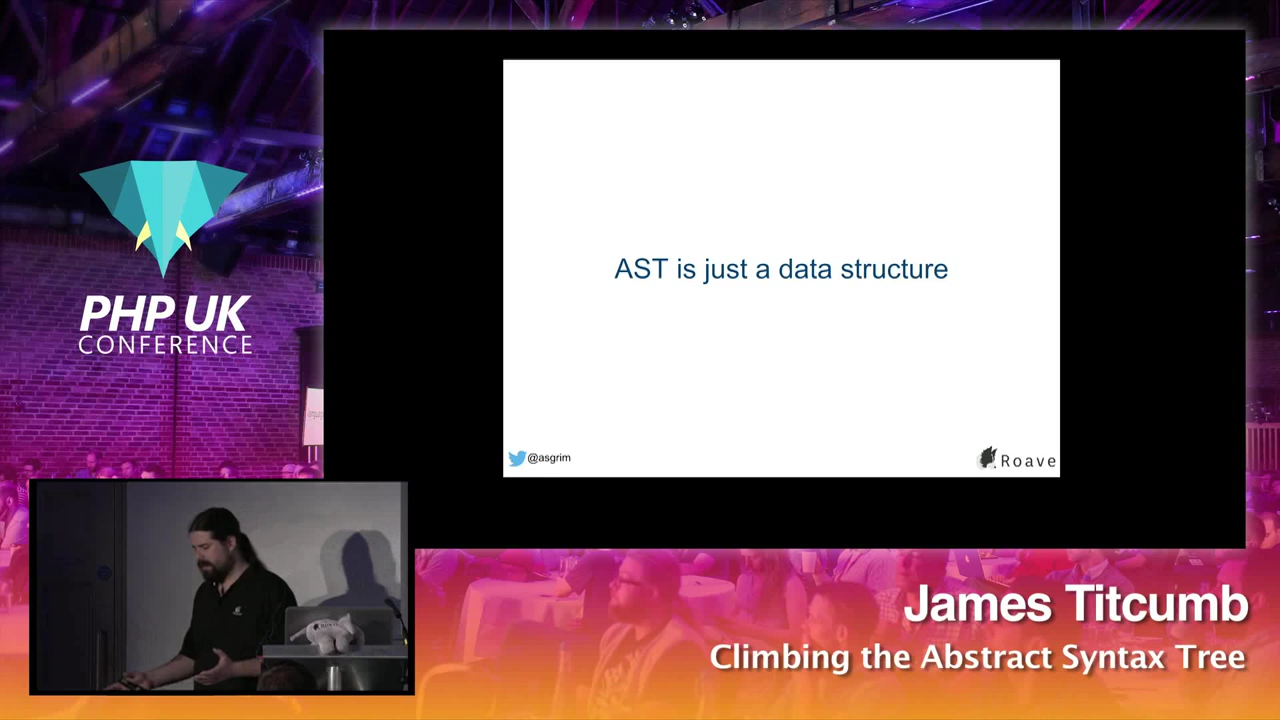 PHP UK
CONFERENCE
AST is just a data structure
@asgrim
Roave
James Titcumb
Climbing the Abstract Syntax Tree